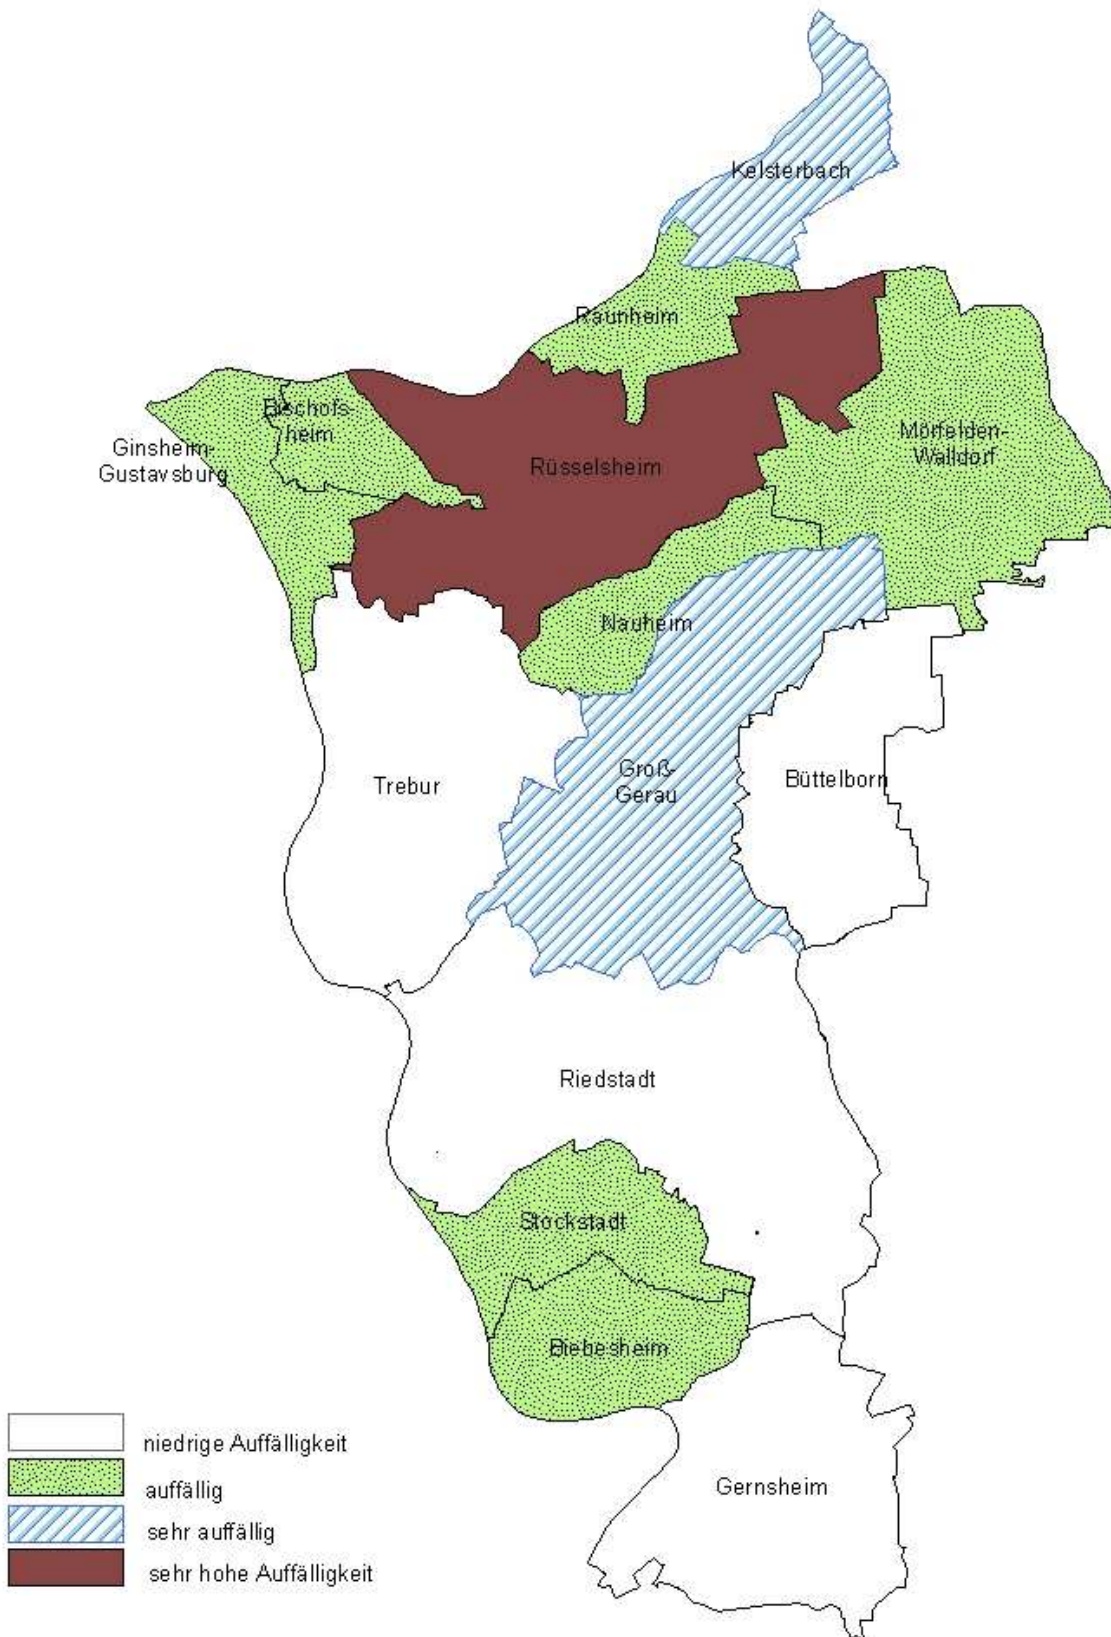 Kelsterbach
Raunheim
Bischofs-
heim
Ginsheim-
Gustavsburg
Rüsselsheim
Mörfelden-
Walldorf
Nauheim
Trebur
Groß-
Gerau
Büttelborn
Riedstadt
Stockstadt
Biebesheim
Gernsheim
niedrige Auffälligkeit
auffällig
sehr auffällig
sehr hohe Auffälligkeit